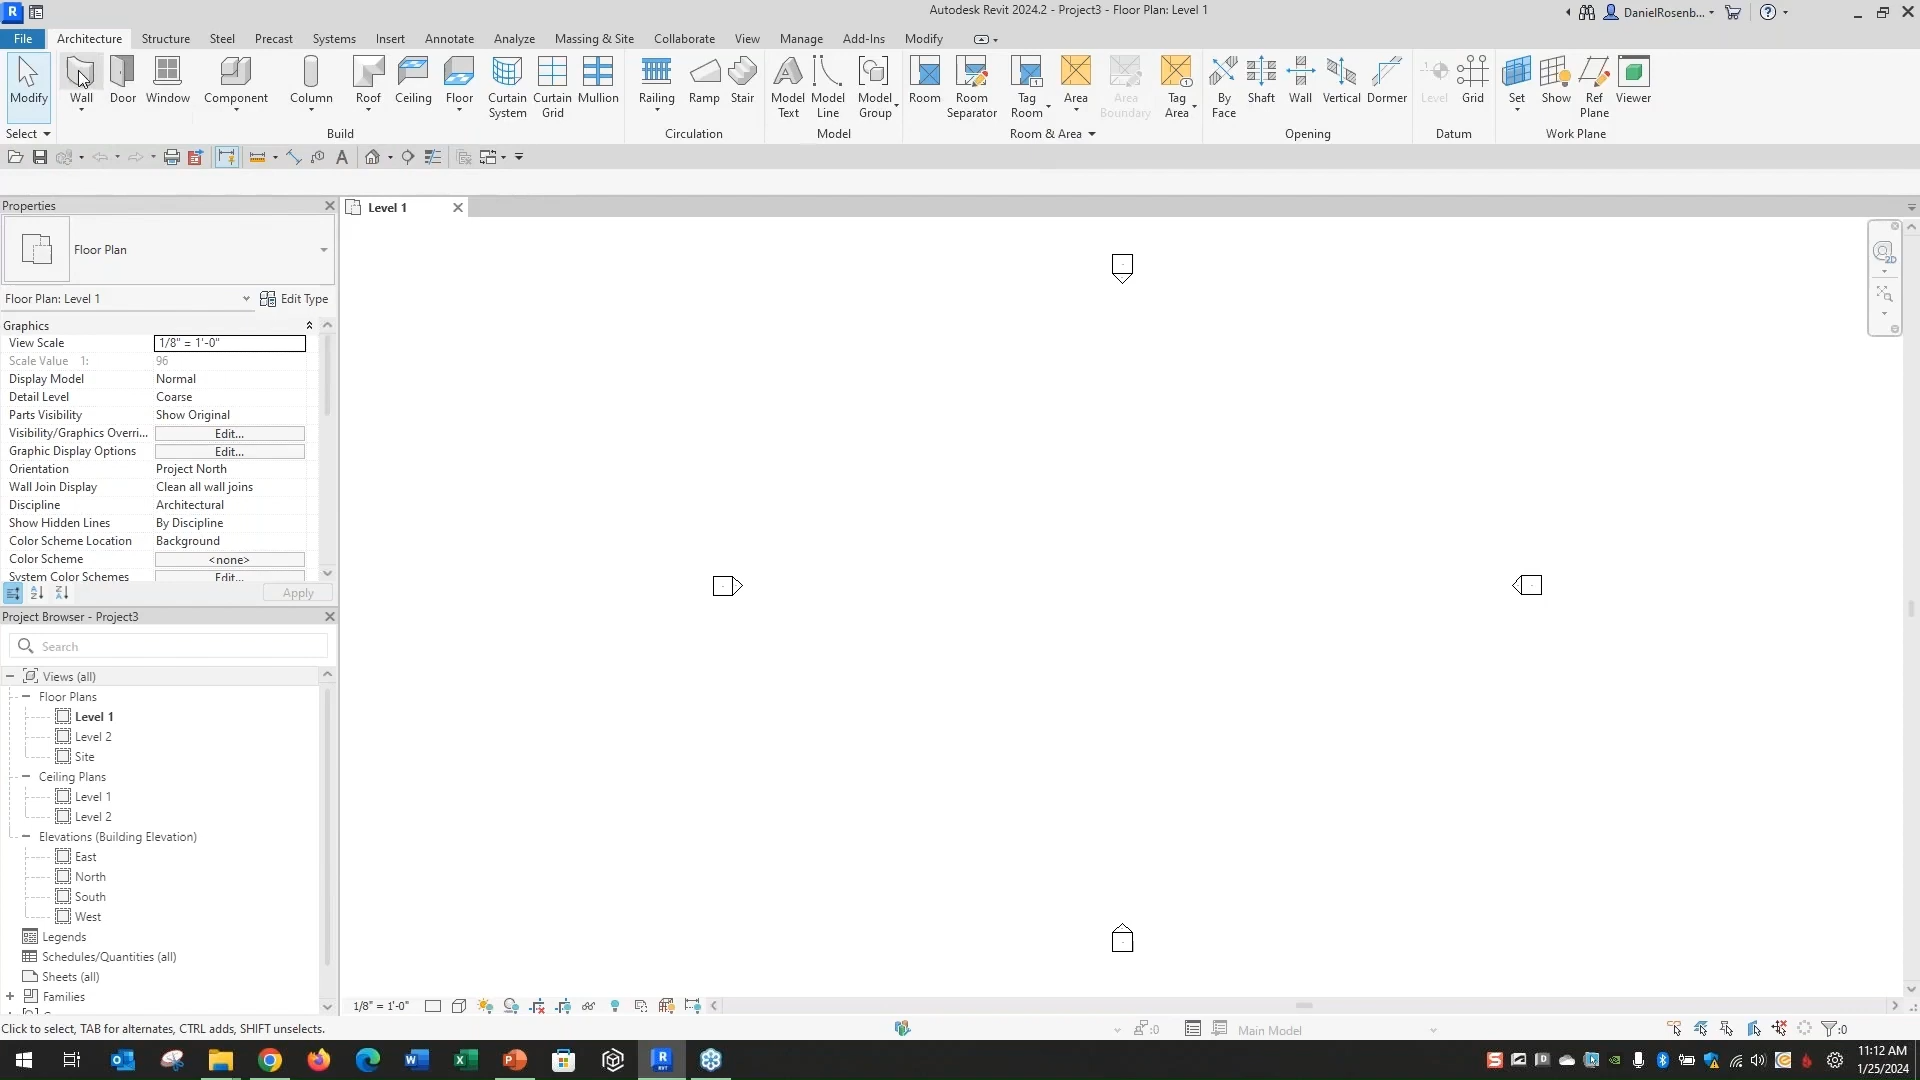 Autodesk Revit 2024.2 - Project3 - Floor Plan: Level 1
DanielRosenb...
File Architecture Structure Steel Precast Systems Insert Annotate Analyze Massing & Site Collaborate View Manage Add-Ins Modify
Modify Wall Door Window Component Column Roof Ceiling Floor Curtain System Curtain Grid Mullion Railing Ramp Stair Model Text Model Line Model Group Room Room Separator Tag Room Area Area Boundary Tag Area By Face Shaft Wall Vertical Dormer Level Grid Set Show Ref Plane Viewer
Select Build Circulation Model Room & Area Opening Datum Work Plane
Properties
Level 1
Floor Plan
Floor Plan: Level 1 Edit Type
Graphics
View Scale 1/8" = 1'-0"
Scale Value 1: 96
Display Model Normal
Detail Level Coarse
Parts Visibility Show Original
Visibility/Graphics Overri... Edit...
Graphic Display Options Edit...
Orientation Project North
Wall Join Display Clean all wall joins
Discipline Architectural
Show Hidden Lines By Discipline
Color Scheme Location Background
Color Scheme <none>
System Color Schemes Edit...
Apply
Project Browser - Project3
Search
Views (all)
Floor Plans
Level 1
Level 2
Site
Ceiling Plans
Level 1
Level 2
Elevations (Building Elevation)
East
North
South
West
Legends
Schedules/Quantities (all)
Sheets (all)
Families
1/8" = 1'-0"
Click to select, TAB for alternates, CTRL adds, SHIFT unselects.
:0
Main Model
:0
11:12 AM
1/25/2024